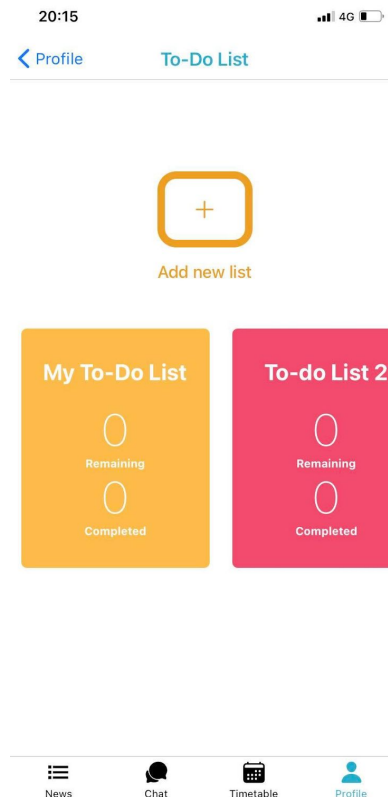 20:15
4G
Profile
To-Do List
+
Add new list
My To-Do List
To-do List 2
0
0
Remaining
Remaining
0
0
Completed
Completed
News
Chat
Timetable
Profile